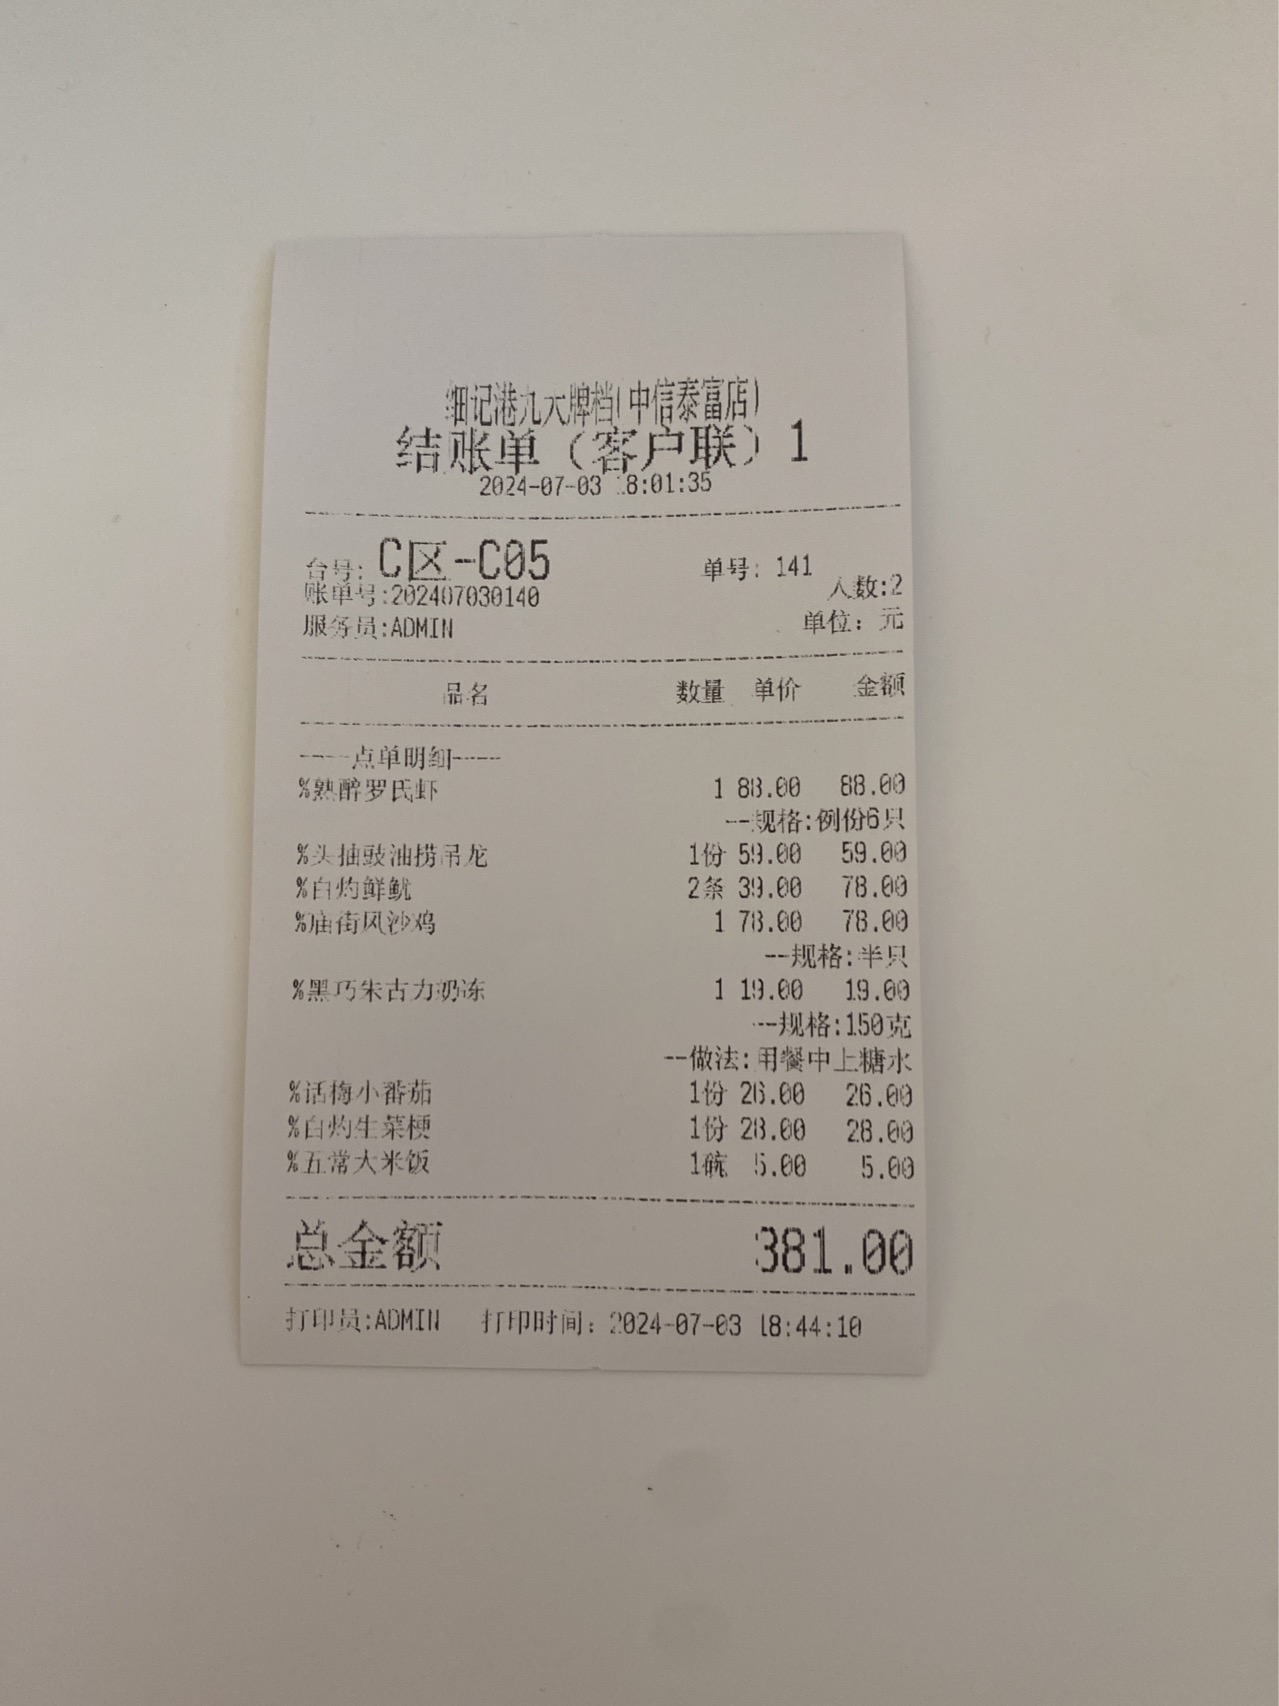 细记港九大牌档(中信泰富店)
结账单（客户联）1
2024-07-03 18:01:35
台号: C区-C05 单号: 141
账单号:202407030140 人数:2
服务员:ADMIN 单位: 元
品名 数量 单价 金额
----点单明细----
%熟醉罗氏虾 1 88.00 88.00
--规格:例份6只
%头抽豉油捞吊龙 1份 59.00 59.00
%白灼鲜鱿 2条 39.00 78.00
%庙街风沙鸡 1 78.00 78.00
--规格:半只
%黑巧朱古力奶冻 1 19.00 19.00
--规格:150克
--做法:用餐中上糖水
%话梅小番茄 1份 26.00 26.00
%白灼生菜梗 1份 28.00 28.00
%五常大米饭 1碗 5.00 5.00
总金额 381.00
打印员:ADMIN 打印时间: 2024-07-03 18:44:10